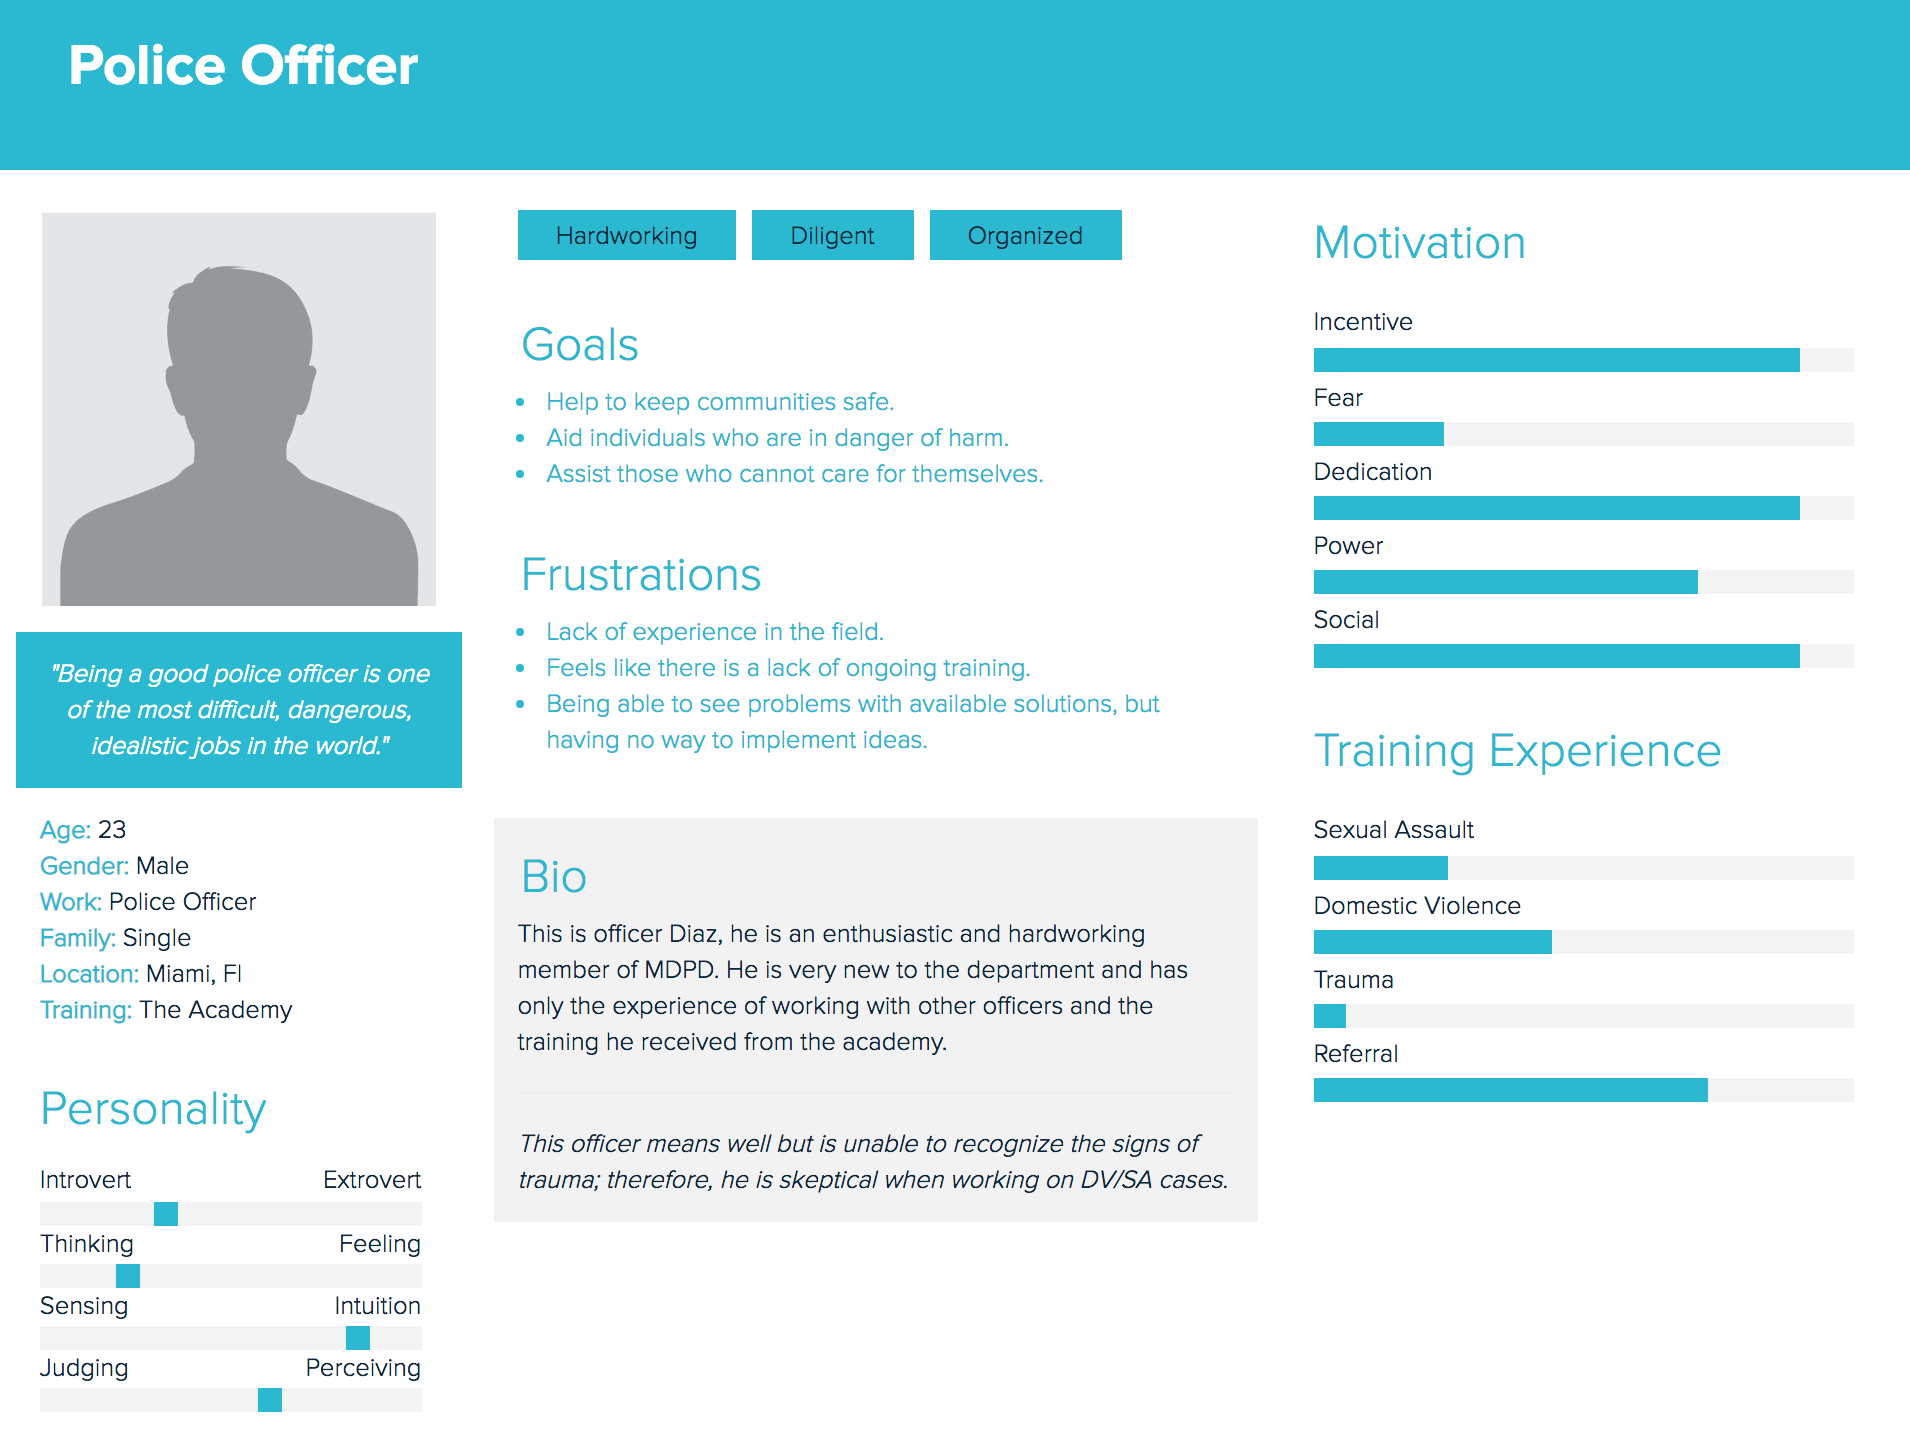 Police Officer
"Being a good police officer is one
of the most difficult, dangerous,
idealistic jobs in the world."
Age: 23
Gender: Male
Work: Police Officer
Family: Single
Location: Miami, Fl
Training: The Academy
Personality
Introvert Extrovert
Thinking Feeling
Sensing Intuition
Judging Perceiving
Hardworking Diligent Organized
Goals
• Help to keep communities safe.
• Aid individuals who are in danger of harm.
• Assist those who cannot care for themselves.
Frustrations
• Lack of experience in the field.
• Feels like there is a lack of ongoing training.
• Being able to see problems with available solutions, but
having no way to implement ideas.
Bio
This is officer Diaz, he is an enthusiastic and hardworking
member of MDPD. He is very new to the department and has
only the experience of working with other officers and the
training he received from the academy.
This officer means well but is unable to recognize the signs of
trauma; therefore, he is skeptical when working on DV/SA cases.
Motivation
Incentive
Fear
Dedication
Power
Social
Training Experience
Sexual Assault
Domestic Violence
Trauma
Referral